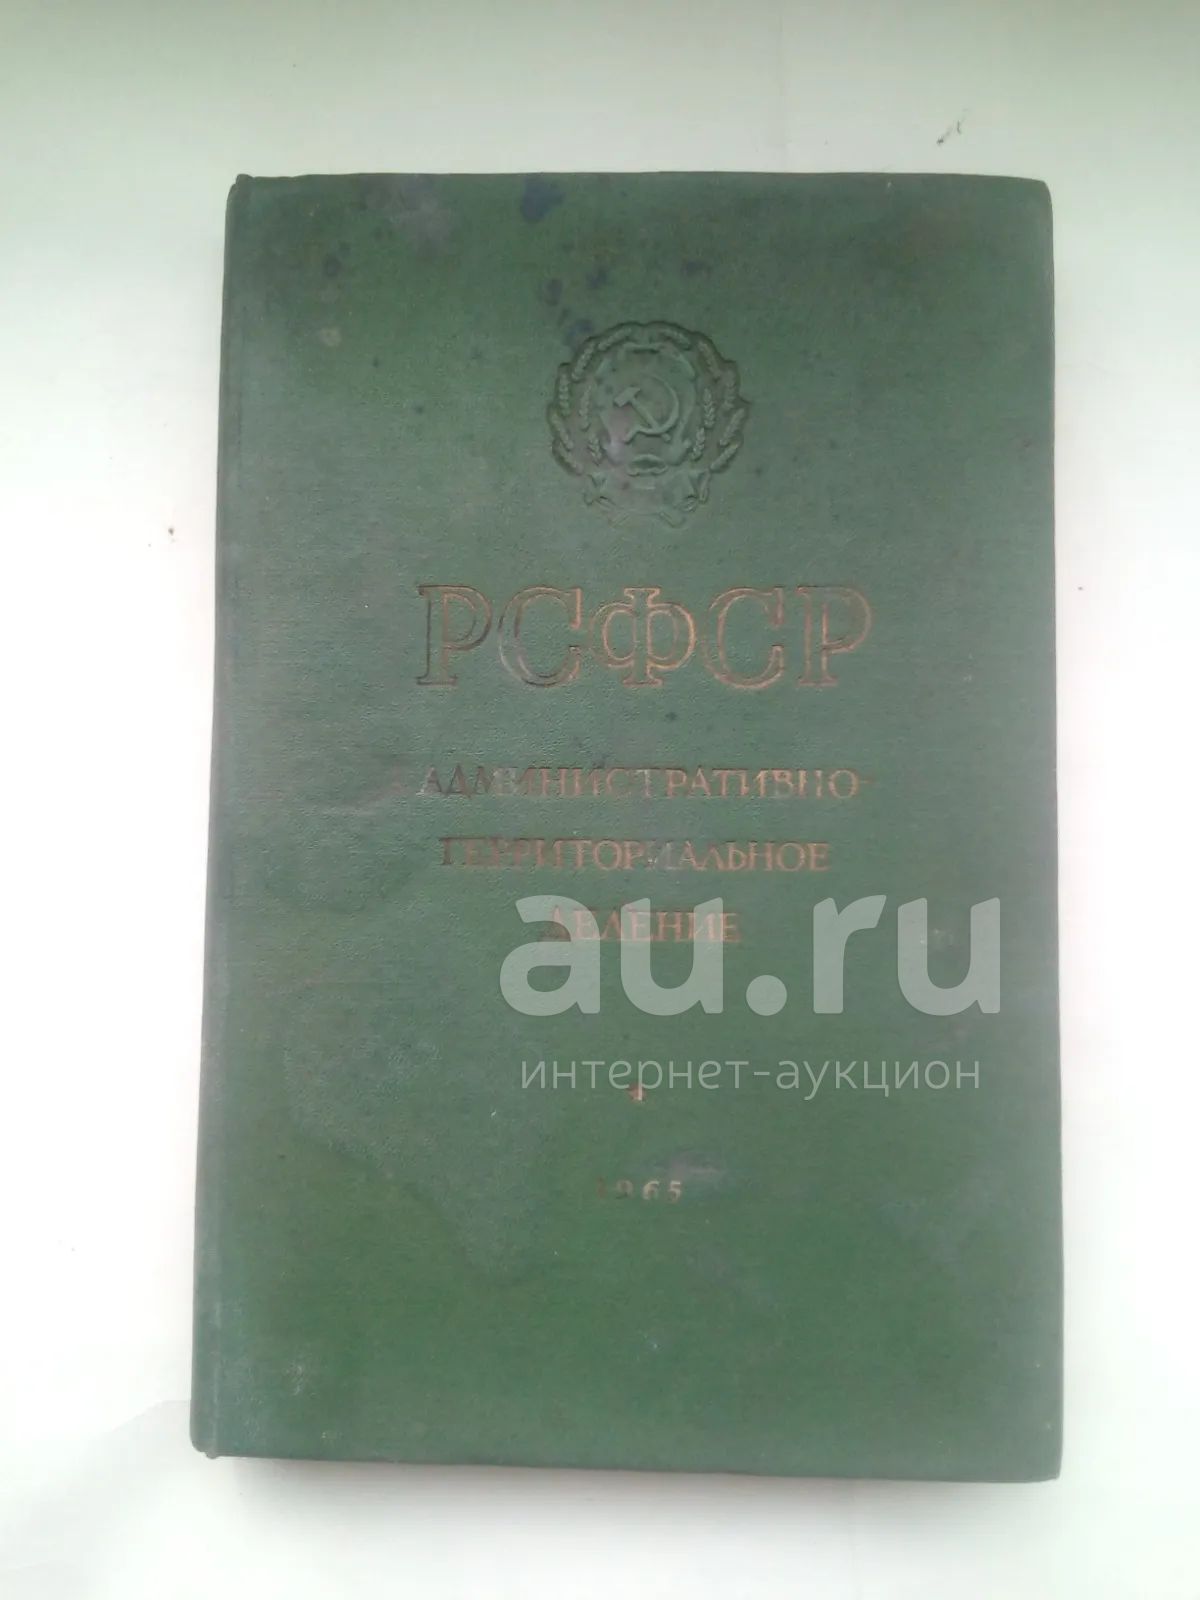 РСФСР
АДМИНИСТРАТИВНО-
ТЕРРИТОРИАЛЬНОЕ
ДЕЛЕНИЕ
au.ru
интернет-аукцион
1965